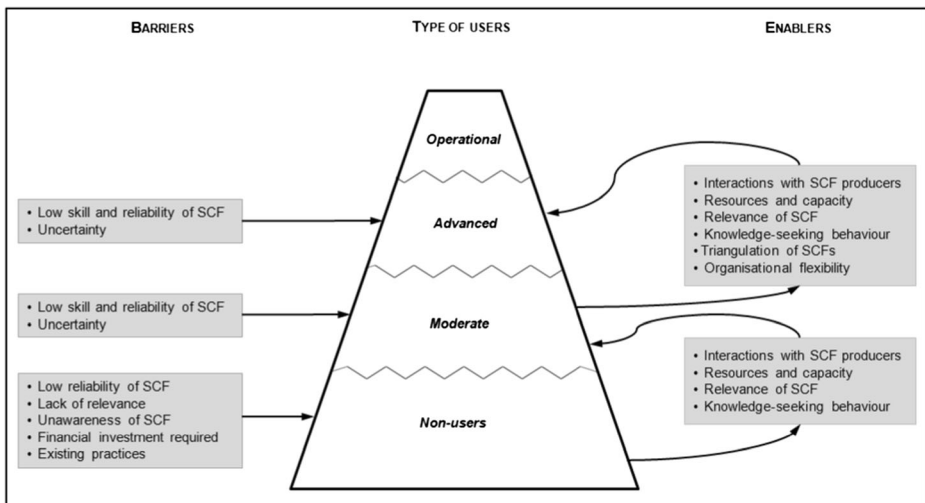 BARRIERS
TYPE OF USERS
ENABLERS
Operational
Advanced
Moderate
Non-users
• Low skill and reliability of SCF
• Uncertainty
• Low skill and reliability of SCF
• Uncertainty
• Low reliability of SCF
• Lack of relevance
• Unawareness of SCF
• Financial investment required
• Existing practices
• Interactions with SCF producers
• Resources and capacity
• Relevance of SCF
• Knowledge-seeking behaviour
• Triangulation of SCFs
• Organisational flexibility
• Interactions with SCF producers
• Resources and capacity
• Relevance of SCF
• Knowledge-seeking behaviour